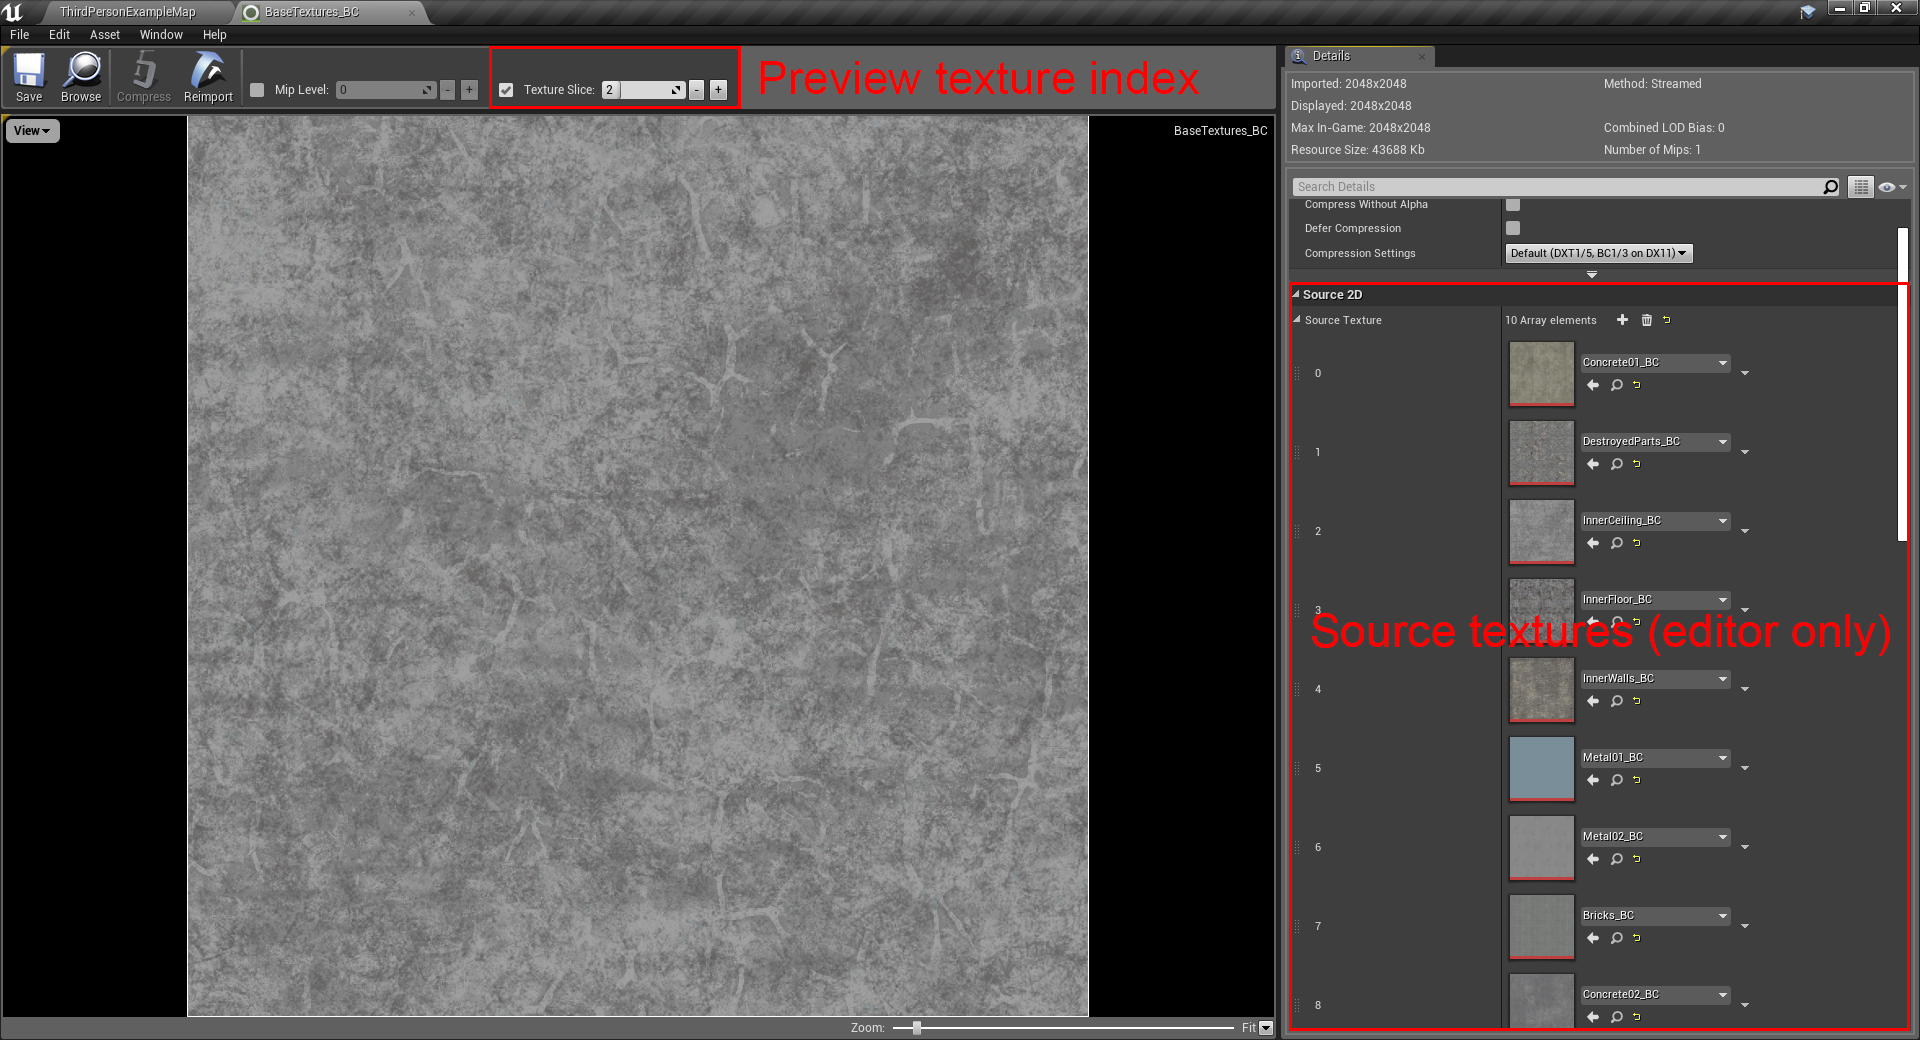 ThirdPersonExampleMap
BaseTextures_BC
File Edit Asset Window Help
Save Browse Compress Reimport
Mip Level: 0 - +
Texture Slice: 2 - +
Preview texture index
View
BaseTextures_BC
Zoom: Fit
Details
Imported: 2048x2048 Method: Streamed
Displayed: 2048x2048
Max In-Game: 2048x2048 Combined LOD Bias: 0
Resource Size: 43688 Kb Number of Mips: 1
Search Details
Compress Without Alpha
Defer Compression
Compression Settings Default (DXT1/5, BC1/3 on DX11)
Source 2D
Source Texture 10 Array elements
0 Concrete01_BC
1 DestroyedParts_BC
2 InnerCeiling_BC
3 InnerFloor_BC
Source textures (editor only)
4 InnerWalls_BC
5 Metal01_BC
6 Metal02_BC
7 Bricks_BC
8 Concrete02_BC